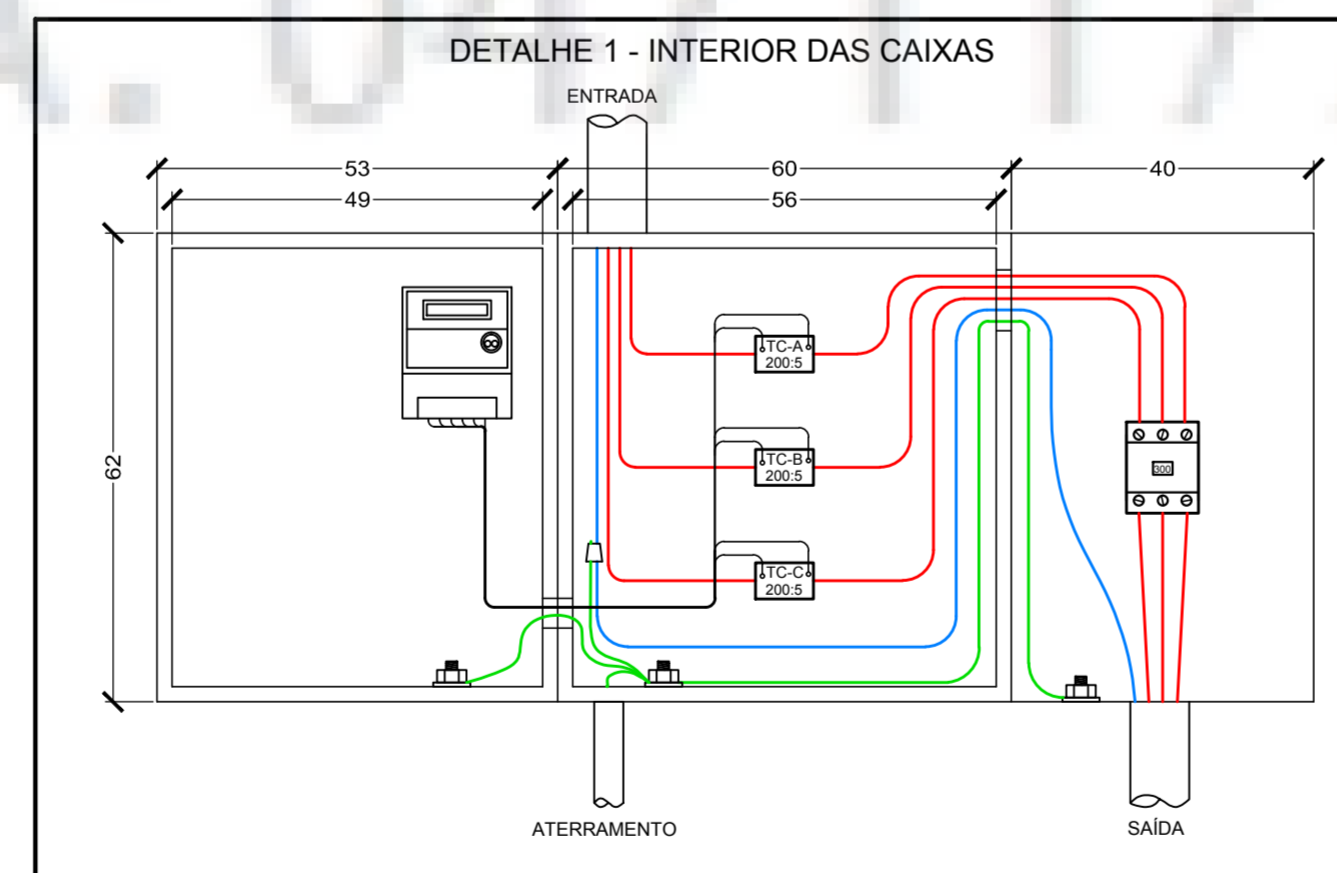 DETALHE 1 - INTERIOR DAS CAIXAS
ENTRADA
53
60
40
49
56
62
TC-A
200:5
TC-B
200:5
TC-C
200:5
300
ATERRAMENTO
SAÍDA